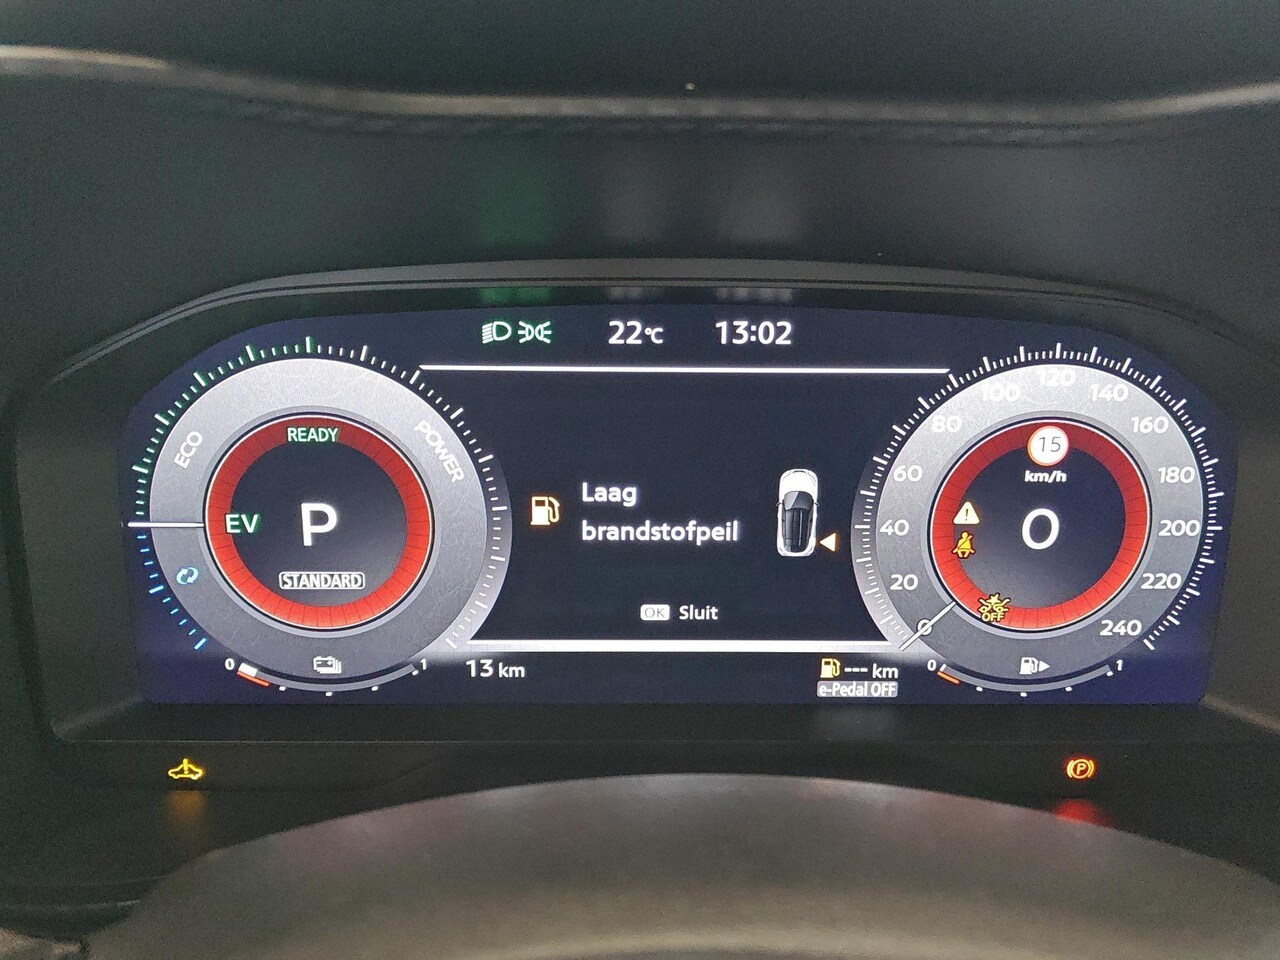 22°C 13:02
ECO
READY
POWER
EV
P
STANDARD
0 1
13 km
Laag
brandstofpeil
OK Sluit
--- km
e-Pedal OFF
0 20 40 60 80 100 120 140 160 180 200 220 240
15
km/h
0
OFF
0 1
P